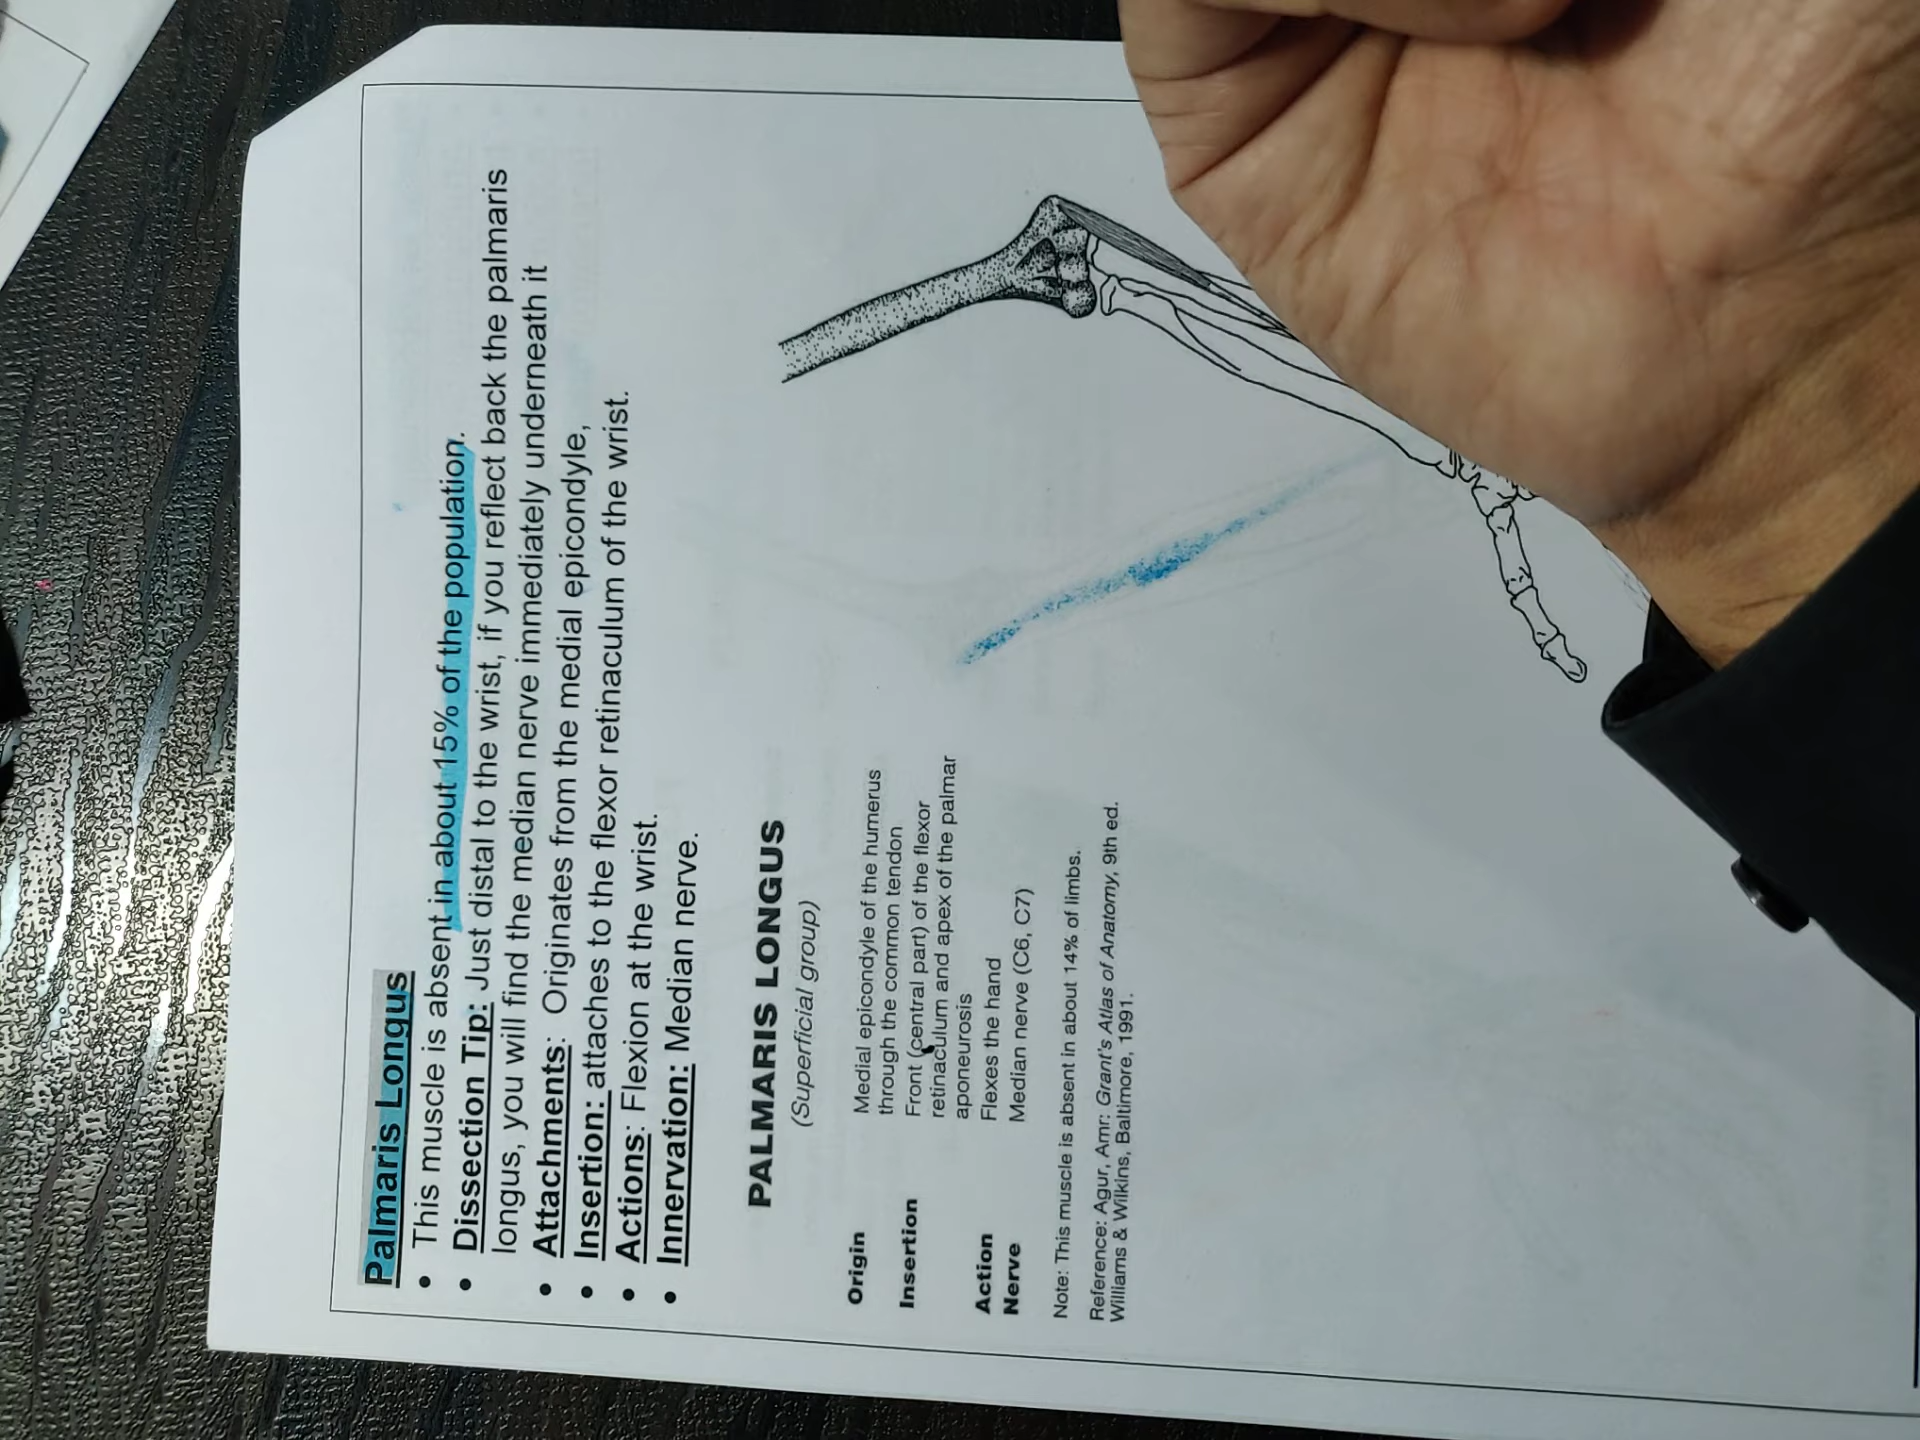 Palmaris Longus
• This muscle is absent in about 15% of the population.
• Dissection Tip: Just distal to the wrist, if you reflect back the palmaris
longus, you will find the median nerve immediately underneath it
• Attachments: Originates from the medial epicondyle,
• Insertion: attaches to the flexor retinaculum of the wrist.
• Actions: Flexion at the wrist.
• Innervation: Median nerve.
PALMARIS LONGUS
(Superficial group)
Origin Medial epicondyle of the humerus
through the common tendon
Insertion Front (central part) of the flexor
retinaculum and apex of the palmar
aponeurosis
Action Flexes the hand
Nerve Median nerve (C6, C7)
Note: This muscle is absent in about 14% of limbs.
Reference: Agur, Amr: Grant's Atlas of Anatomy, 9th ed.
Williams & Wilkins, Baltimore, 1991.